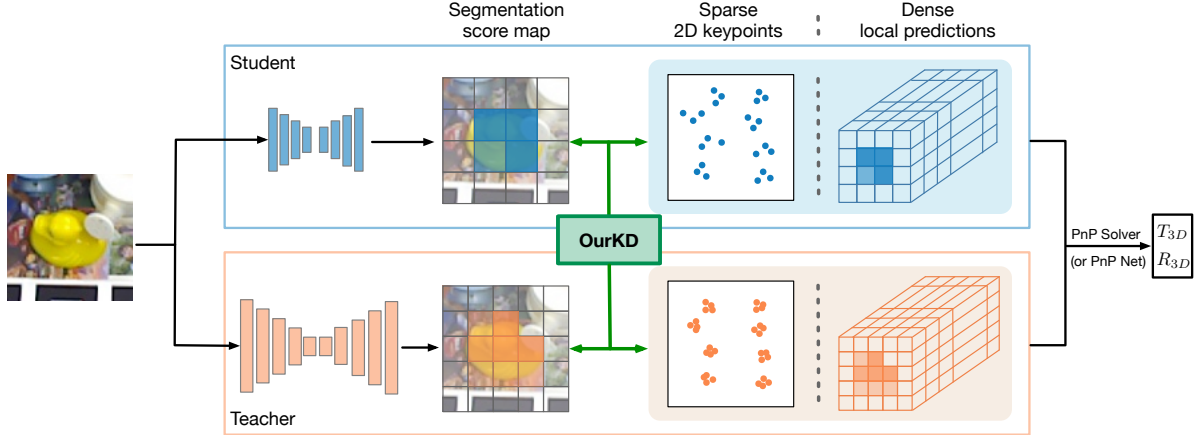 Segmentation
score map
Sparse
2D keypoints
Dense
local predictions
Student
OurKD
PnP Solver
(or PnP Net)
T3D
R3D
Teacher